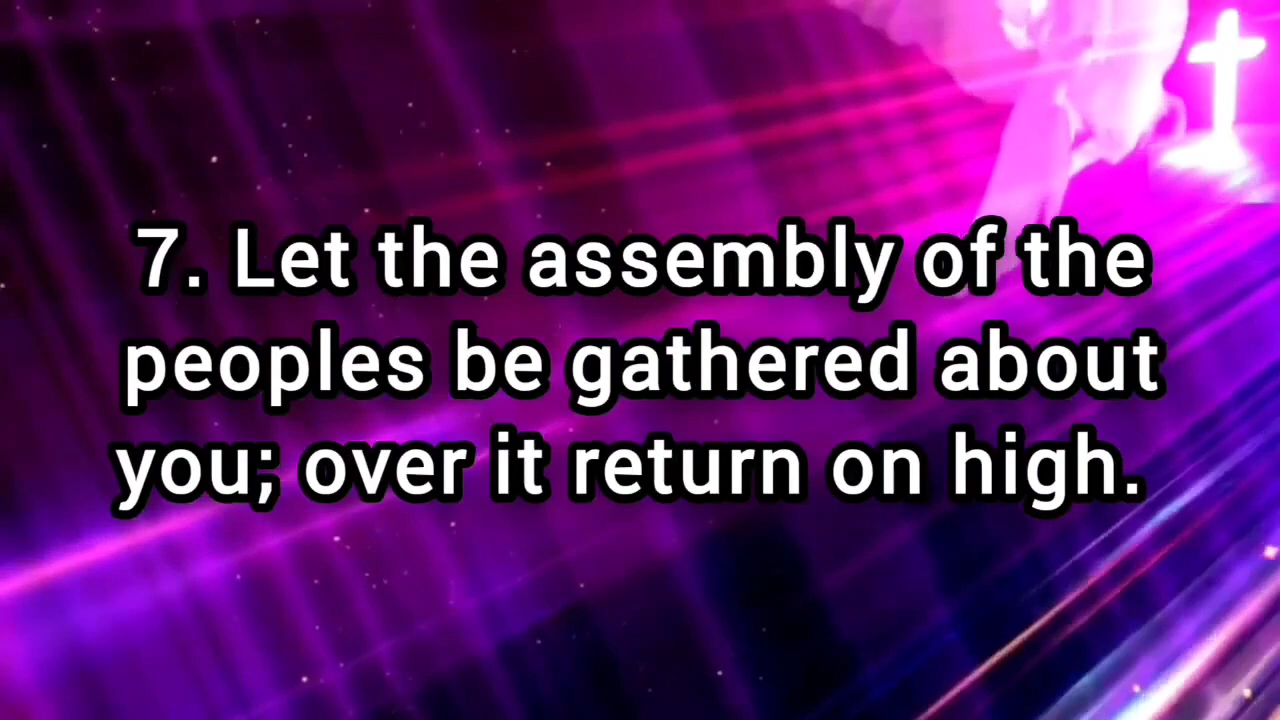 7. Let the assembly of the
peoples be gathered about
you; over it return on high.